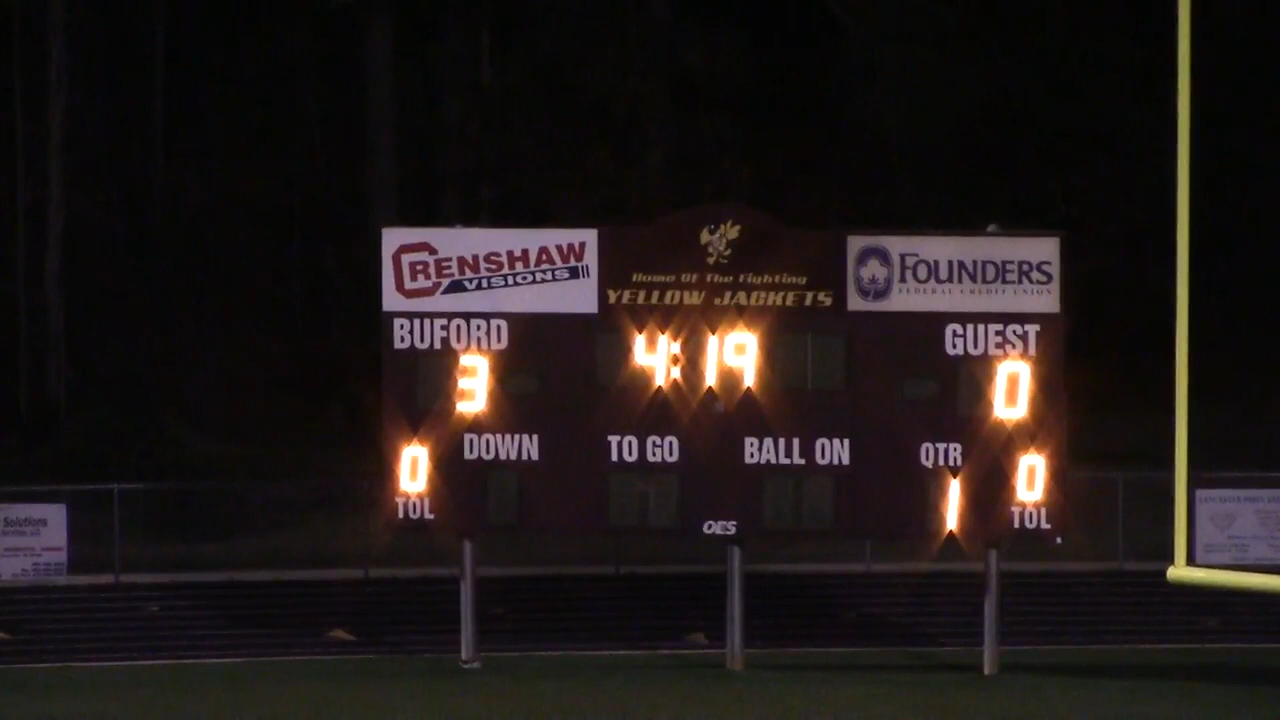 CRENSHAW
VISIONS
Home Of The Fighting
YELLOW JACKETS
FOUNDERS
FEDERAL CREDIT UNION
BUFORD
4:19
GUEST
3
0
DOWN
TO GO
BALL ON
QTR
0
1
0
TOL
OES
TOL
Solutions